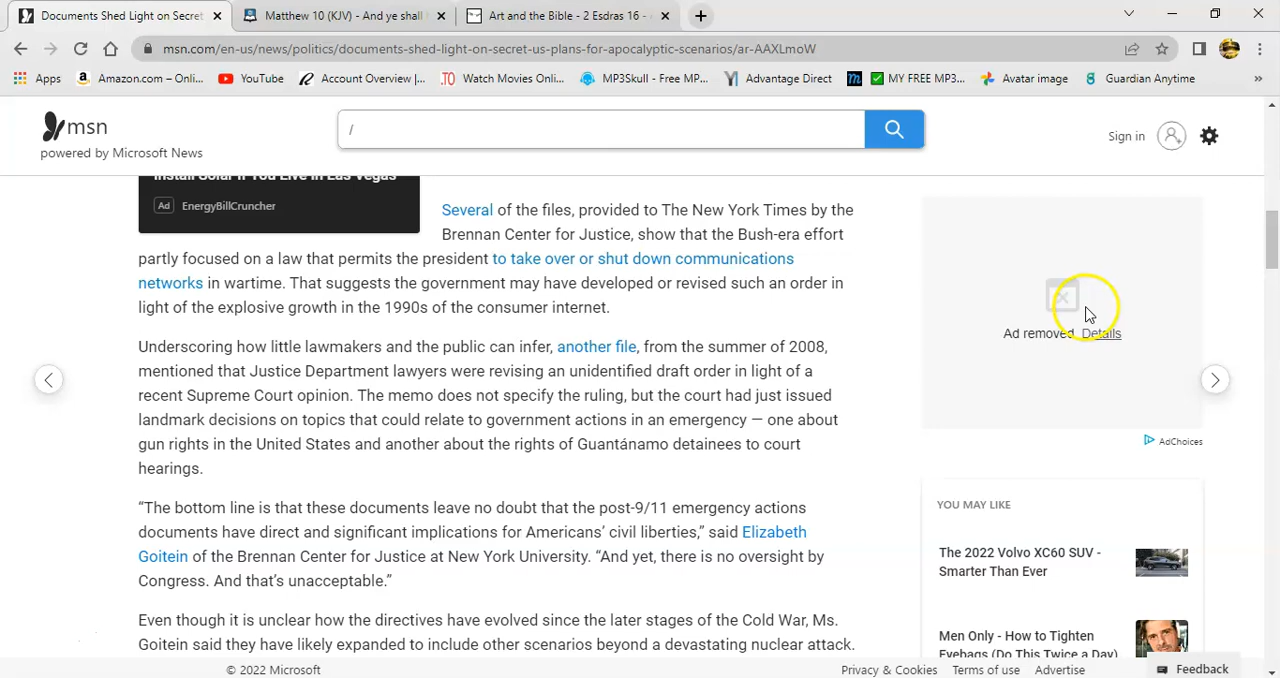 Documents Shed Light on Secret
Matthew 10 (KJV) - And ye shall
Art and the Bible - 2 Esdras 16 -
msn.com/en-us/news/politics/documents-shed-light-on-secret-us-plans-for-apocalyptic-scenarios/ar-AAXLmoW
Apps
Amazon.com – Onli...
YouTube
Account Overview |...
Watch Movies Onlin...
MP3Skull - Free MP...
Advantage Direct
MY FREE MP3...
Avatar image
Guardian Anytime
»
msn
powered by Microsoft News
/
Sign in
Install Solar If You Live in Las Vegas
Ad EnergyBillCruncher
Several of the files, provided to The New York Times by the
Brennan Center for Justice, show that the Bush-era effort
partly focused on a law that permits the president to take over or shut down communications
networks in wartime. That suggests the government may have developed or revised such an order in
light of the explosive growth in the 1990s of the consumer internet.
Underscoring how little lawmakers and the public can infer, another file, from the summer of 2008,
mentioned that Justice Department lawyers were revising an unidentified draft order in light of a
recent Supreme Court opinion. The memo does not specify the ruling, but the court had just issued
landmark decisions on topics that could relate to government actions in an emergency — one about
gun rights in the United States and another about the rights of Guantánamo detainees to court
hearings.
“The bottom line is that these documents leave no doubt that the post-9/11 emergency actions
documents have direct and significant implications for Americans’ civil liberties,” said Elizabeth
Goitein of the Brennan Center for Justice at New York University. “And yet, there is no oversight by
Congress. And that’s unacceptable.”
Even though it is unclear how the directives have evolved since the later stages of the Cold War, Ms.
Goitein said they have likely expanded to include other scenarios beyond a devastating nuclear attack.
Ad removed. Details
AdChoices
YOU MAY LIKE
The 2022 Volvo XC60 SUV -
Smarter Than Ever
Men Only - How to Tighten
Eyebags (Do This Twice a Day)
© 2022 Microsoft
Privacy & Cookies
Terms of use
Advertise
Feedback